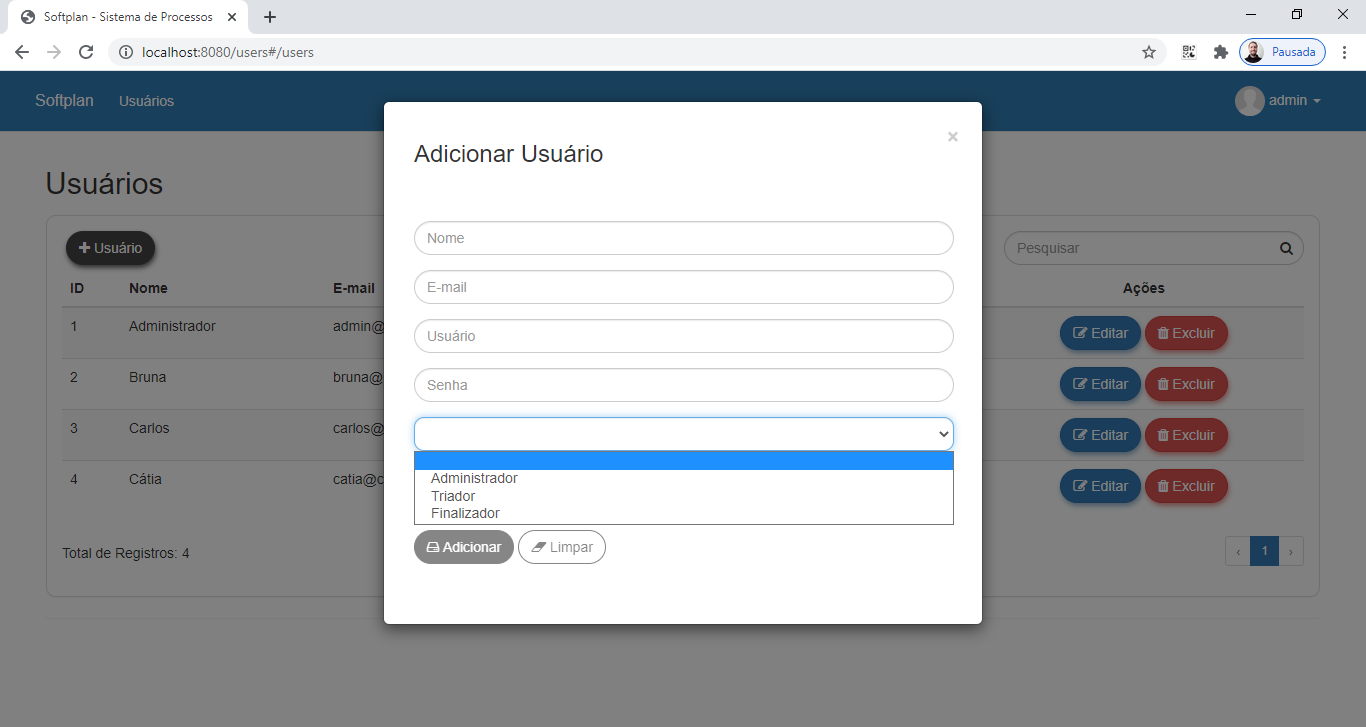 Softplan - Sistema de Processos
localhost:8080/users#/users
Pausada
Softplan Usuários admin
Adicionar Usuário
×
Usuários
Usuário
Pesquisar
ID Nome E-mail Ações
1 Administrador admin@ Editar Excluir
2 Bruna bruna@ Editar Excluir
3 Carlos carlos@ Editar Excluir
4 Cátia catia@c Editar Excluir
Total de Registros: 4
‹ 1 ›
Nome
E-mail
Usuário
Senha
Administrador
Triador
Finalizador
Adicionar Limpar